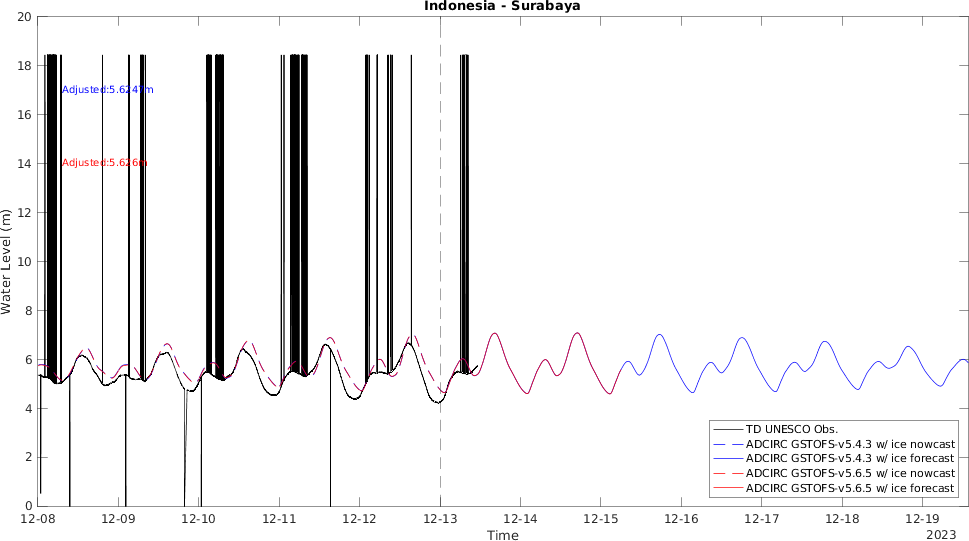 Indonesia - Surabaya
20
18
16
14
12
10
8
6
4
2
0
Water Level (m)
Adjusted:5.6247m
Adjusted:5.626m
TD UNESCO Obs.
ADCIRC GSTOFS-v5.4.3 w/ ice nowcast
ADCIRC GSTOFS-v5.4.3 w/ ice forecast
ADCIRC GSTOFS-v5.6.5 w/ ice nowcast
ADCIRC GSTOFS-v5.6.5 w/ ice forecast
12-08 12-09 12-10 12-11 12-12 12-13 12-14 12-15 12-16 12-17 12-18 12-19
Time
2023